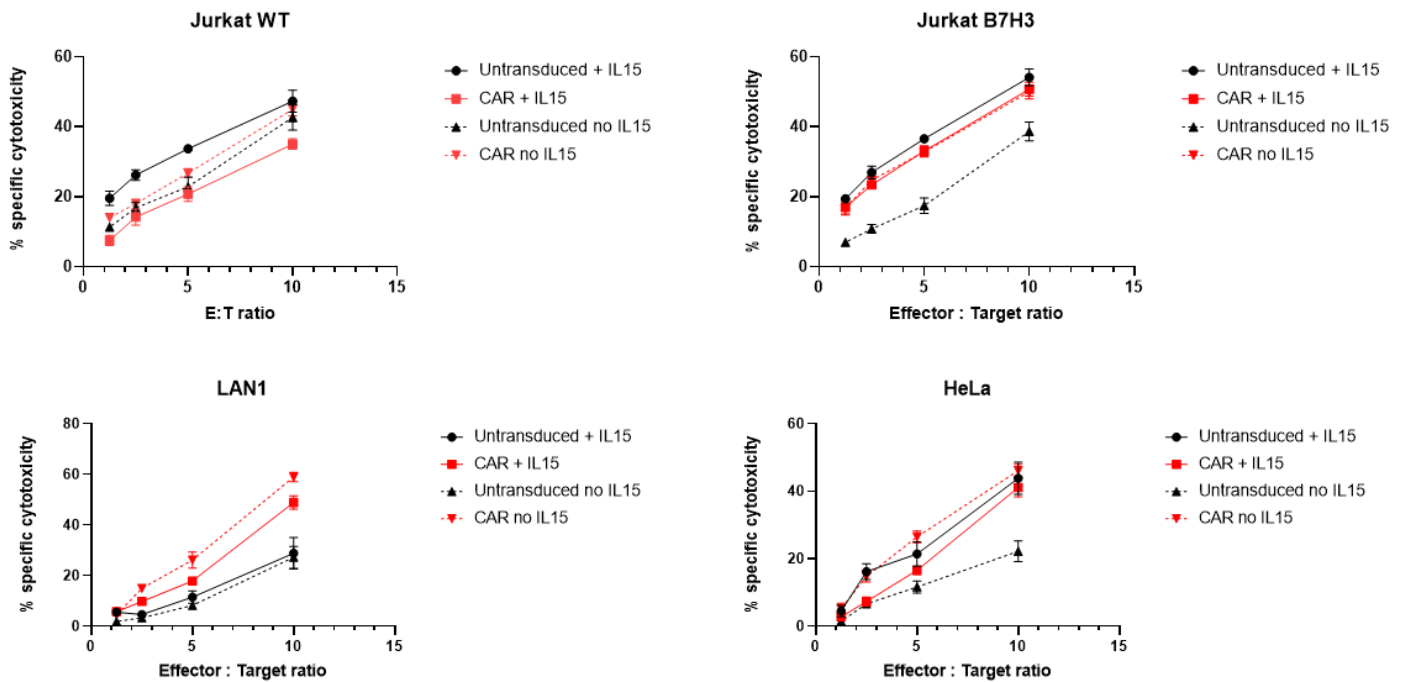 Jurkat WT
% specific cytotoxicity
60
40
20
0
0
5
10
15
E:T ratio
Untransduced + IL15
CAR + IL15
Untransduced no IL15
CAR no IL15
Jurkat B7H3
% specific cytotoxicity
60
40
20
0
0
5
10
15
Effector : Target ratio
Untransduced + IL15
CAR + IL15
Untransduced no IL15
CAR no IL15
LAN1
% specific cytotoxicity
80
60
40
20
0
0
5
10
15
Effector : Target ratio
Untransduced + IL15
CAR + IL15
Untransduced no IL15
CAR no IL15
HeLa
% specific cytotoxicity
60
40
20
0
0
5
10
15
Effector : Target ratio
Untransduced + IL15
CAR + IL15
Untransduced no IL15
CAR no IL15